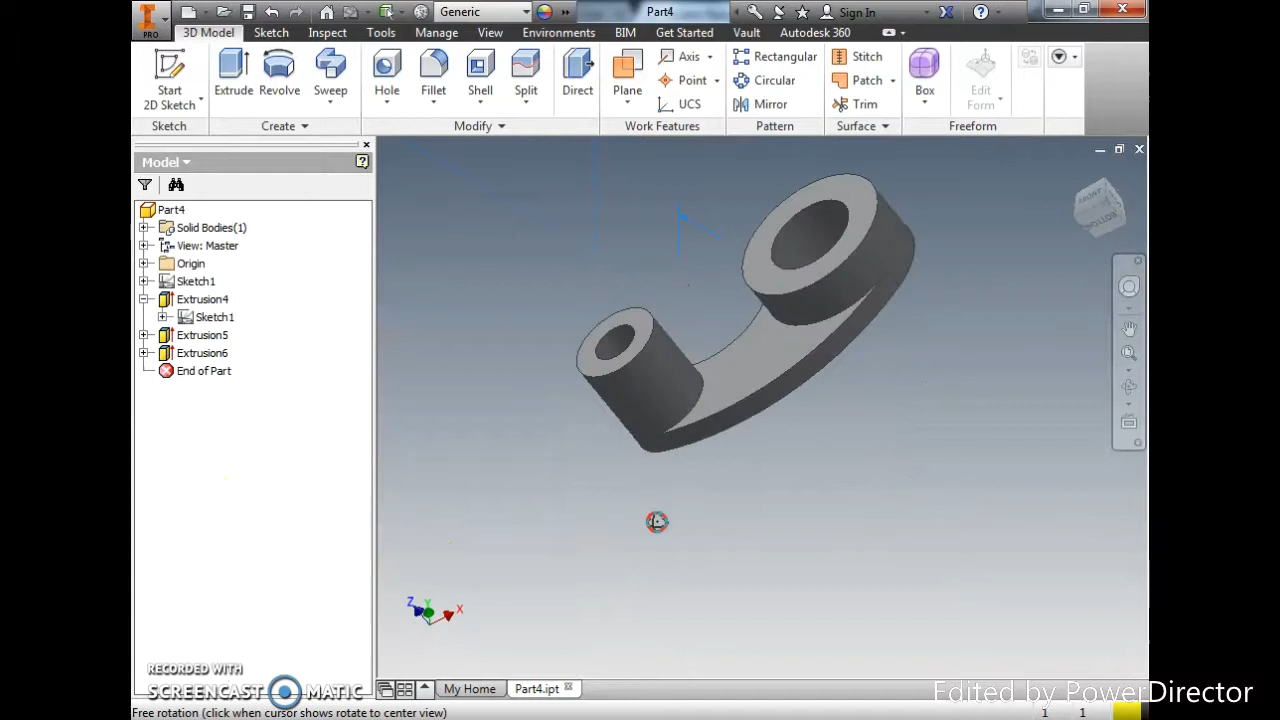 PRO
Generic
Part4
Sign In
3D Model Sketch Inspect Tools Manage View Environments BIM Get Started Vault Autodesk 360
Start
2D Sketch
Extrude Revolve Sweep
Hole Fillet Shell Split Direct
Plane
Axis
Point
UCS
Rectangular
Circular
Mirror
Stitch
Patch
Trim
Box
Edit
Form
Sketch Create Modify Work Features Pattern Surface Freeform
Model
Part4
Solid Bodies(1)
View: Master
Origin
Sketch1
Extrusion4
Sketch1
Extrusion5
Extrusion6
End of Part
FRONT
BOTTOM
Z Y X
RECORDED WITH
SCREENCAST MATIC
My Home Part4.ipt
Edited by PowerDirector
Free rotation (click when cursor shows rotate to center view) 1 1